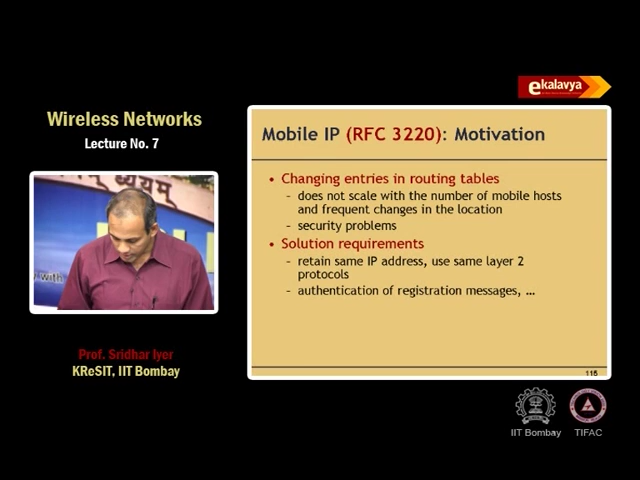 ekalavya
Wireless Networks
Lecture No. 7
ध्ययम्
Mobile IP (RFC 3220): Motivation
• Changing entries in routing tables
– does not scale with the number of mobile hosts
and frequent changes in the location
– security problems
• Solution requirements
– retain same IP address, use same layer 2
protocols
– authentication of registration messages, …
Prof. Sridhar Iyer
KReSIT, IIT Bombay
IIT Bombay
TIFAC